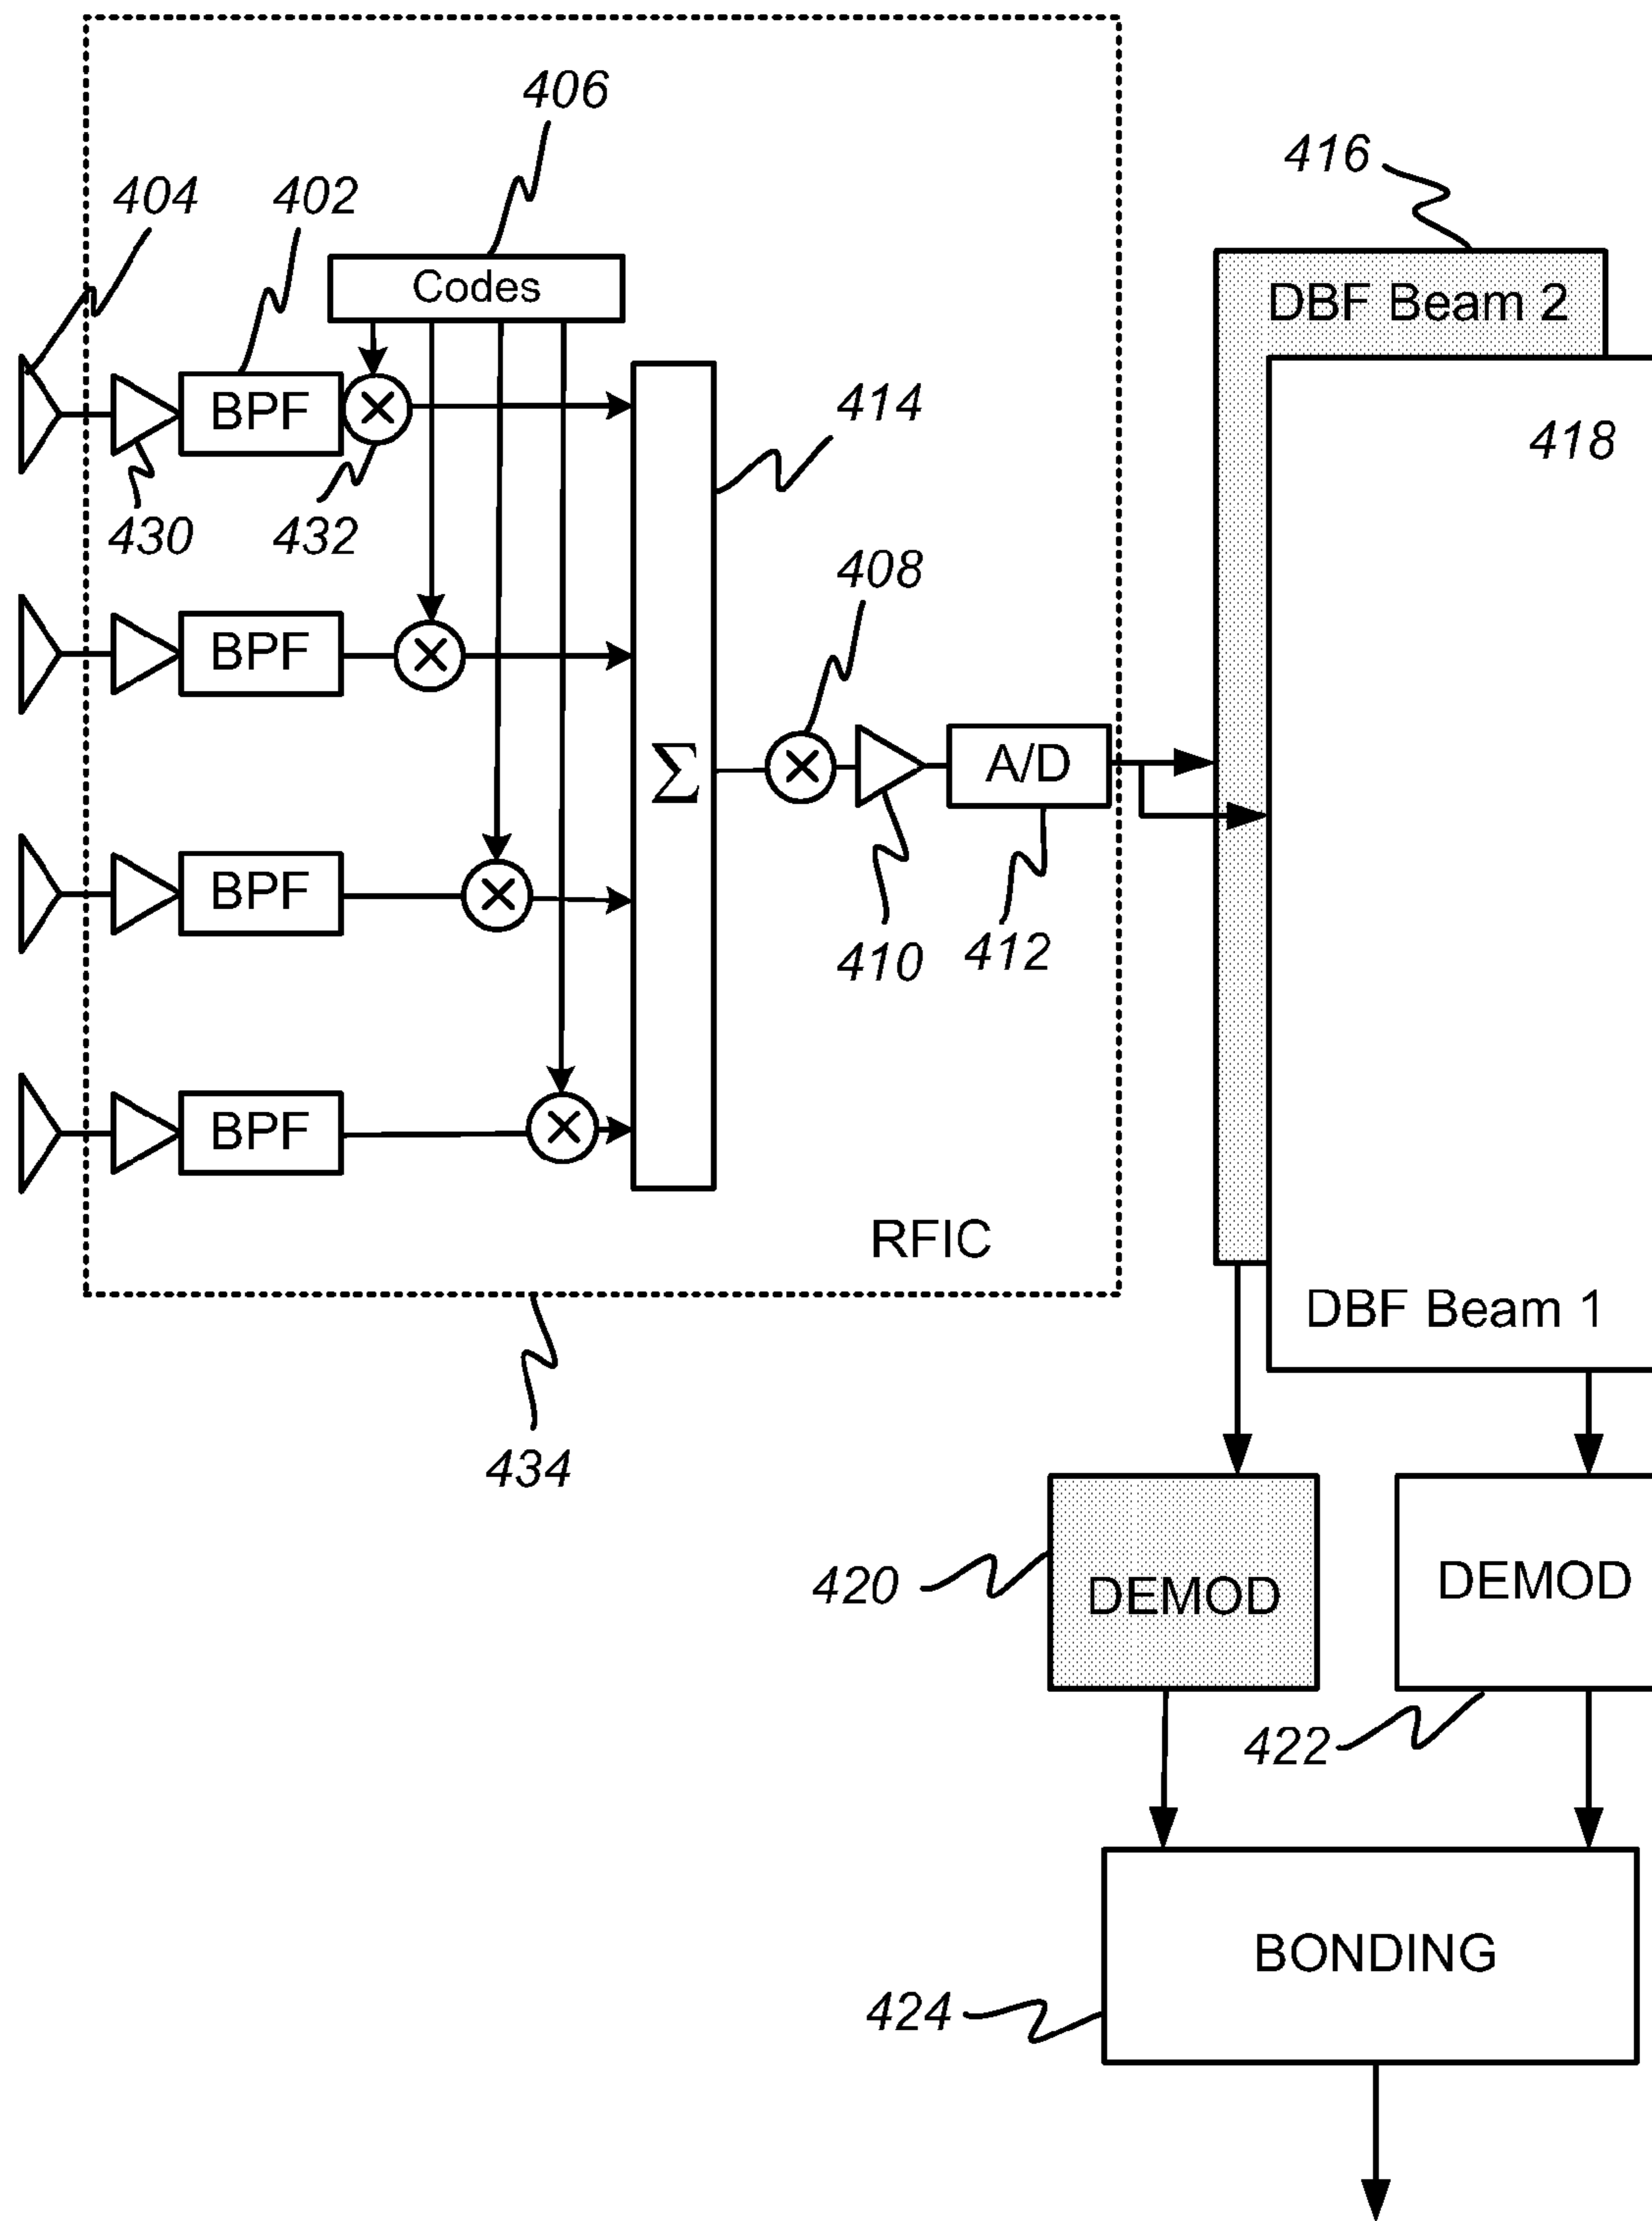 406
416
404
402
Codes
DBF Beam 2
BPF
414
418
430
432
408
BPF
Σ
A/D
BPF
410
412
BPF
RFIC
DBF Beam 1
434
420
DEMOD
DEMOD
422
BONDING
424